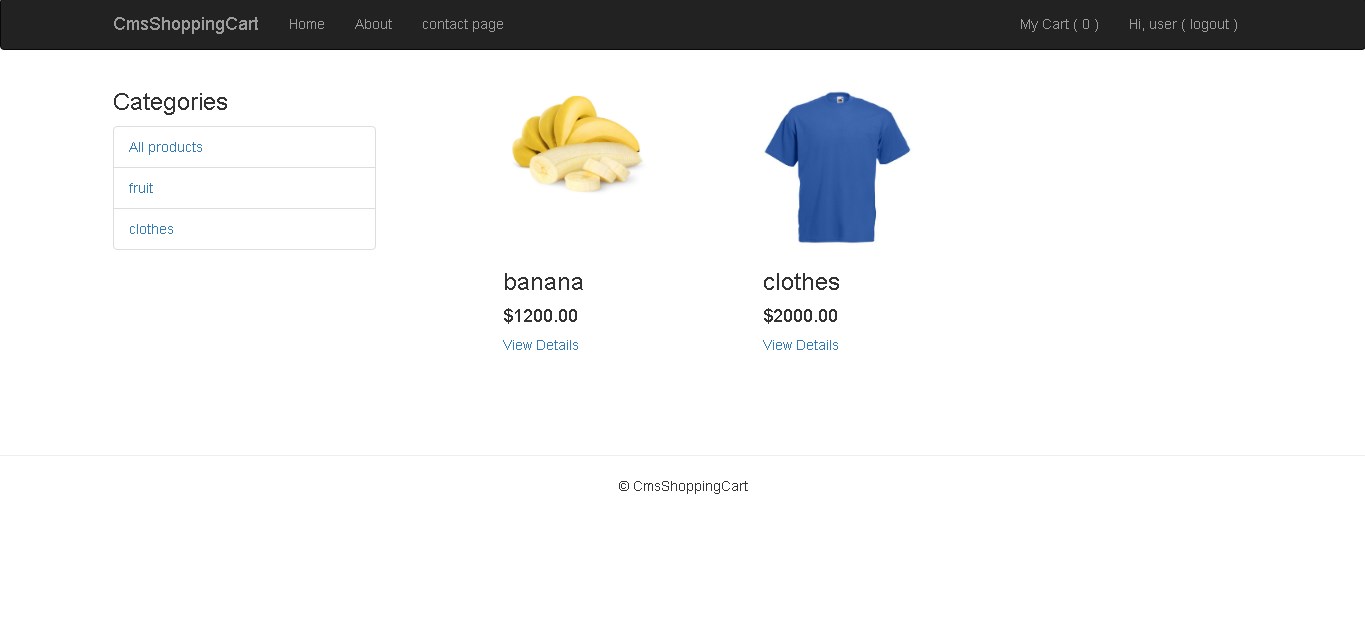 CmsShoppingCart Home About contact page My Cart ( 0 ) Hi, user ( logout )
Categories
All products
fruit
clothes
banana
$1200.00
View Details
clothes
$2000.00
View Details
© CmsShoppingCart